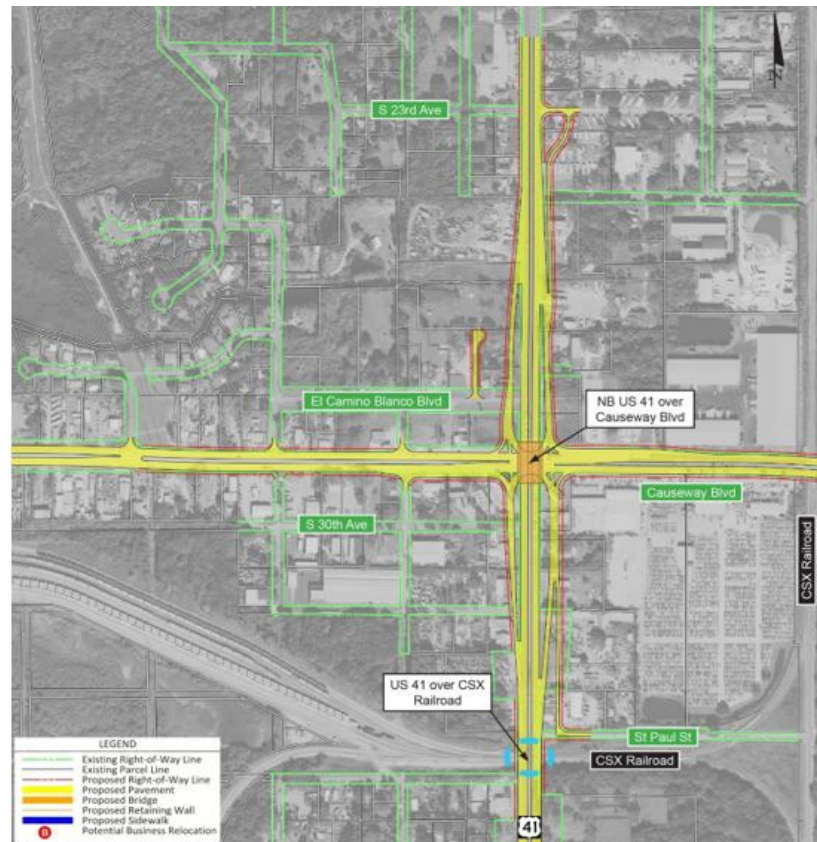 N
S 23rd Ave
El Camino Blanco Blvd
NB US 41 over
Causeway Blvd
Causeway Blvd
S 30th Ave
CSX Railroad
US 41 over CSX
Railroad
St Paul St
CSX Railroad
LEGEND
Existing Right-of-Way Line
Existing Parcel Line
Proposed Right-of-Way Line
Proposed Pavement
Proposed Bridge
Proposed Retaining Wall
Proposed Sidewalk
B Potential Business Relocation
41